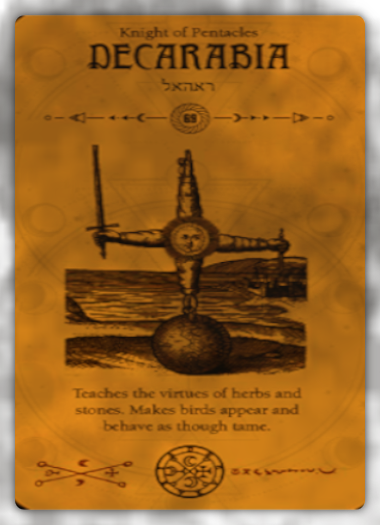 Knight of Pentacles
DECARABIA
ראהאל
69
Teaches the virtues of herbs and
stones. Makes birds appear and
behave as though tame.